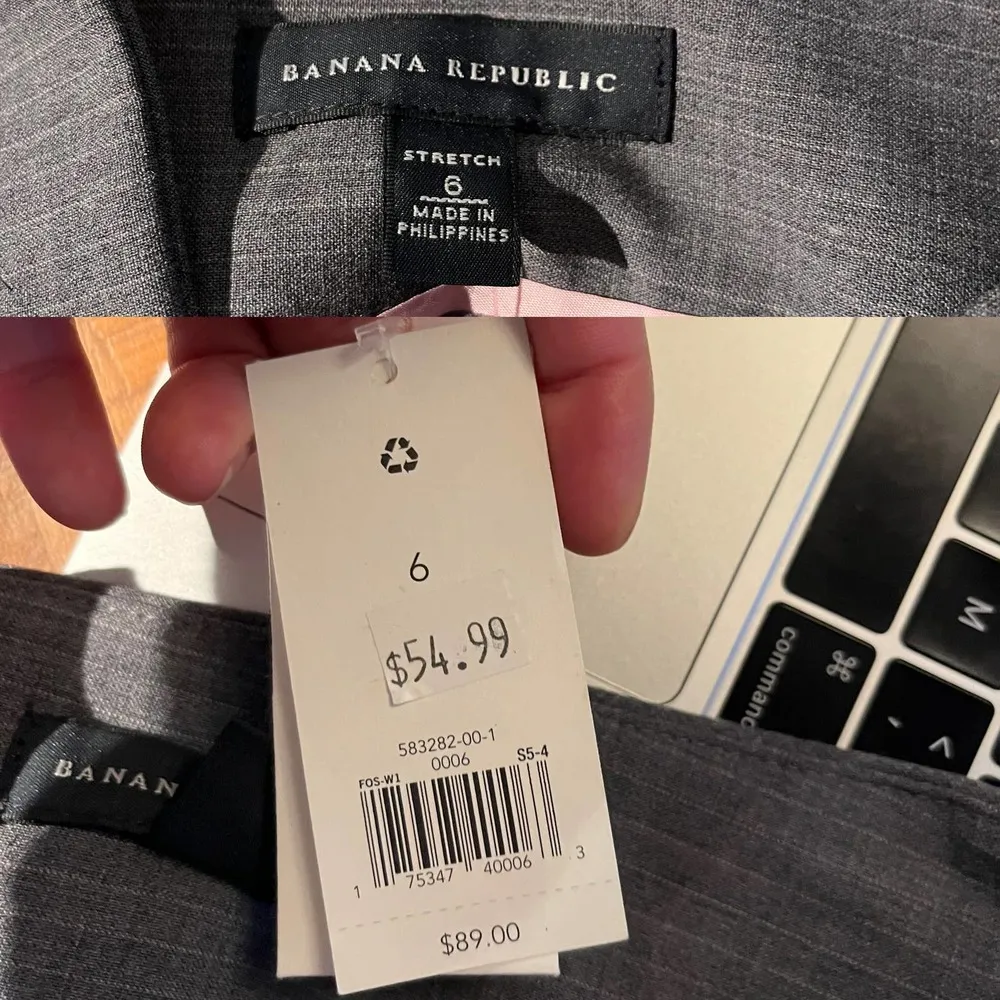 BANANA REPUBLIC
STRETCH
6
MADE IN
PHILIPPINES
6
$54.99
583282-00-1
0006
FOS-W1
S5-4
1 75347 40006 3
$89.00
BANAN
M
⌘
command